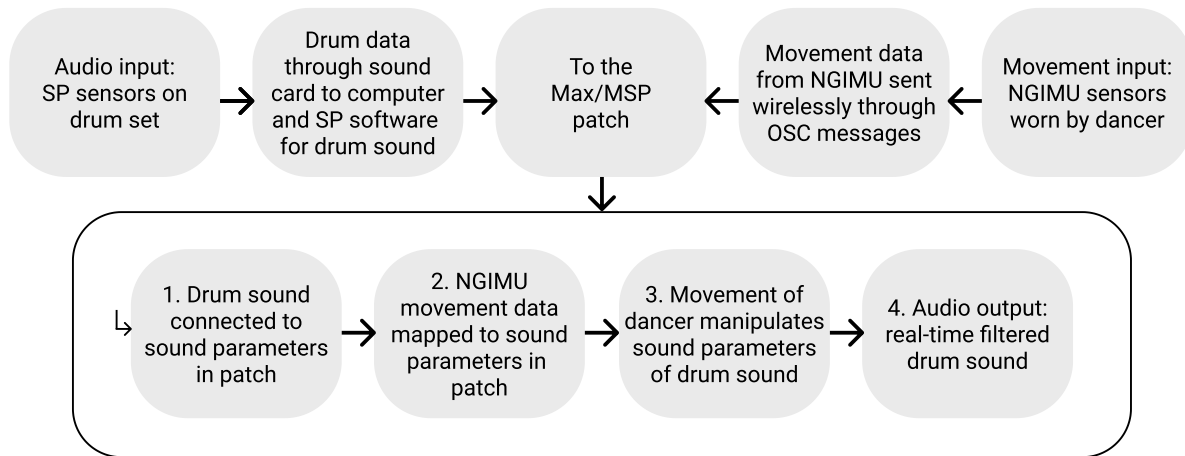 Audio input:
SP sensors on
drum set
Drum data
through sound
card to computer
and SP software
for drum sound
To the
Max/MSP
patch
Movement data
from NGIMU sent
wirelessly through
OSC messages
Movement input:
NGIMU sensors
worn by dancer
1. Drum sound
connected to
sound parameters
in patch
2. NGIMU
movement data
mapped to sound
parameters in
patch
3. Movement of
dancer manipulates
sound parameters
of drum sound
4. Audio output:
real-time filtered
drum sound